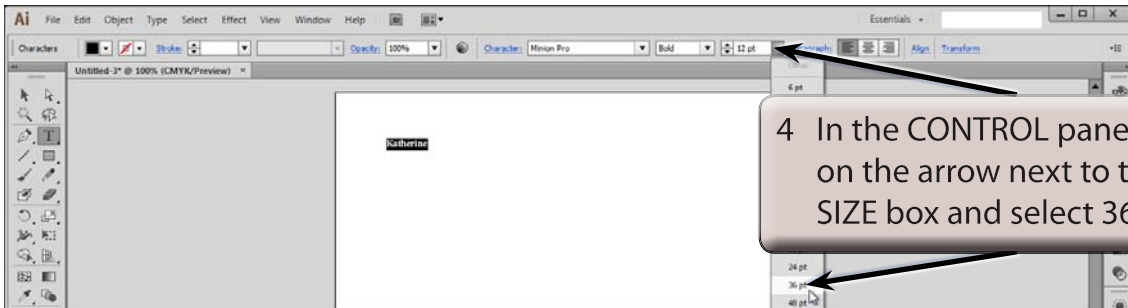 Ai File Edit Object Type Select Effect View Window Help Br
Essentials
Characters Stroke: Opacity: 100% Character: Minion Pro Bold 12 pt Align Transform
Untitled-3* @ 100% (CMYK/Preview) ×
6 pt
Katherine
4 In the CONTROL pane
on the arrow next to t
SIZE box and select 36
24 pt
36 pt
48 pt